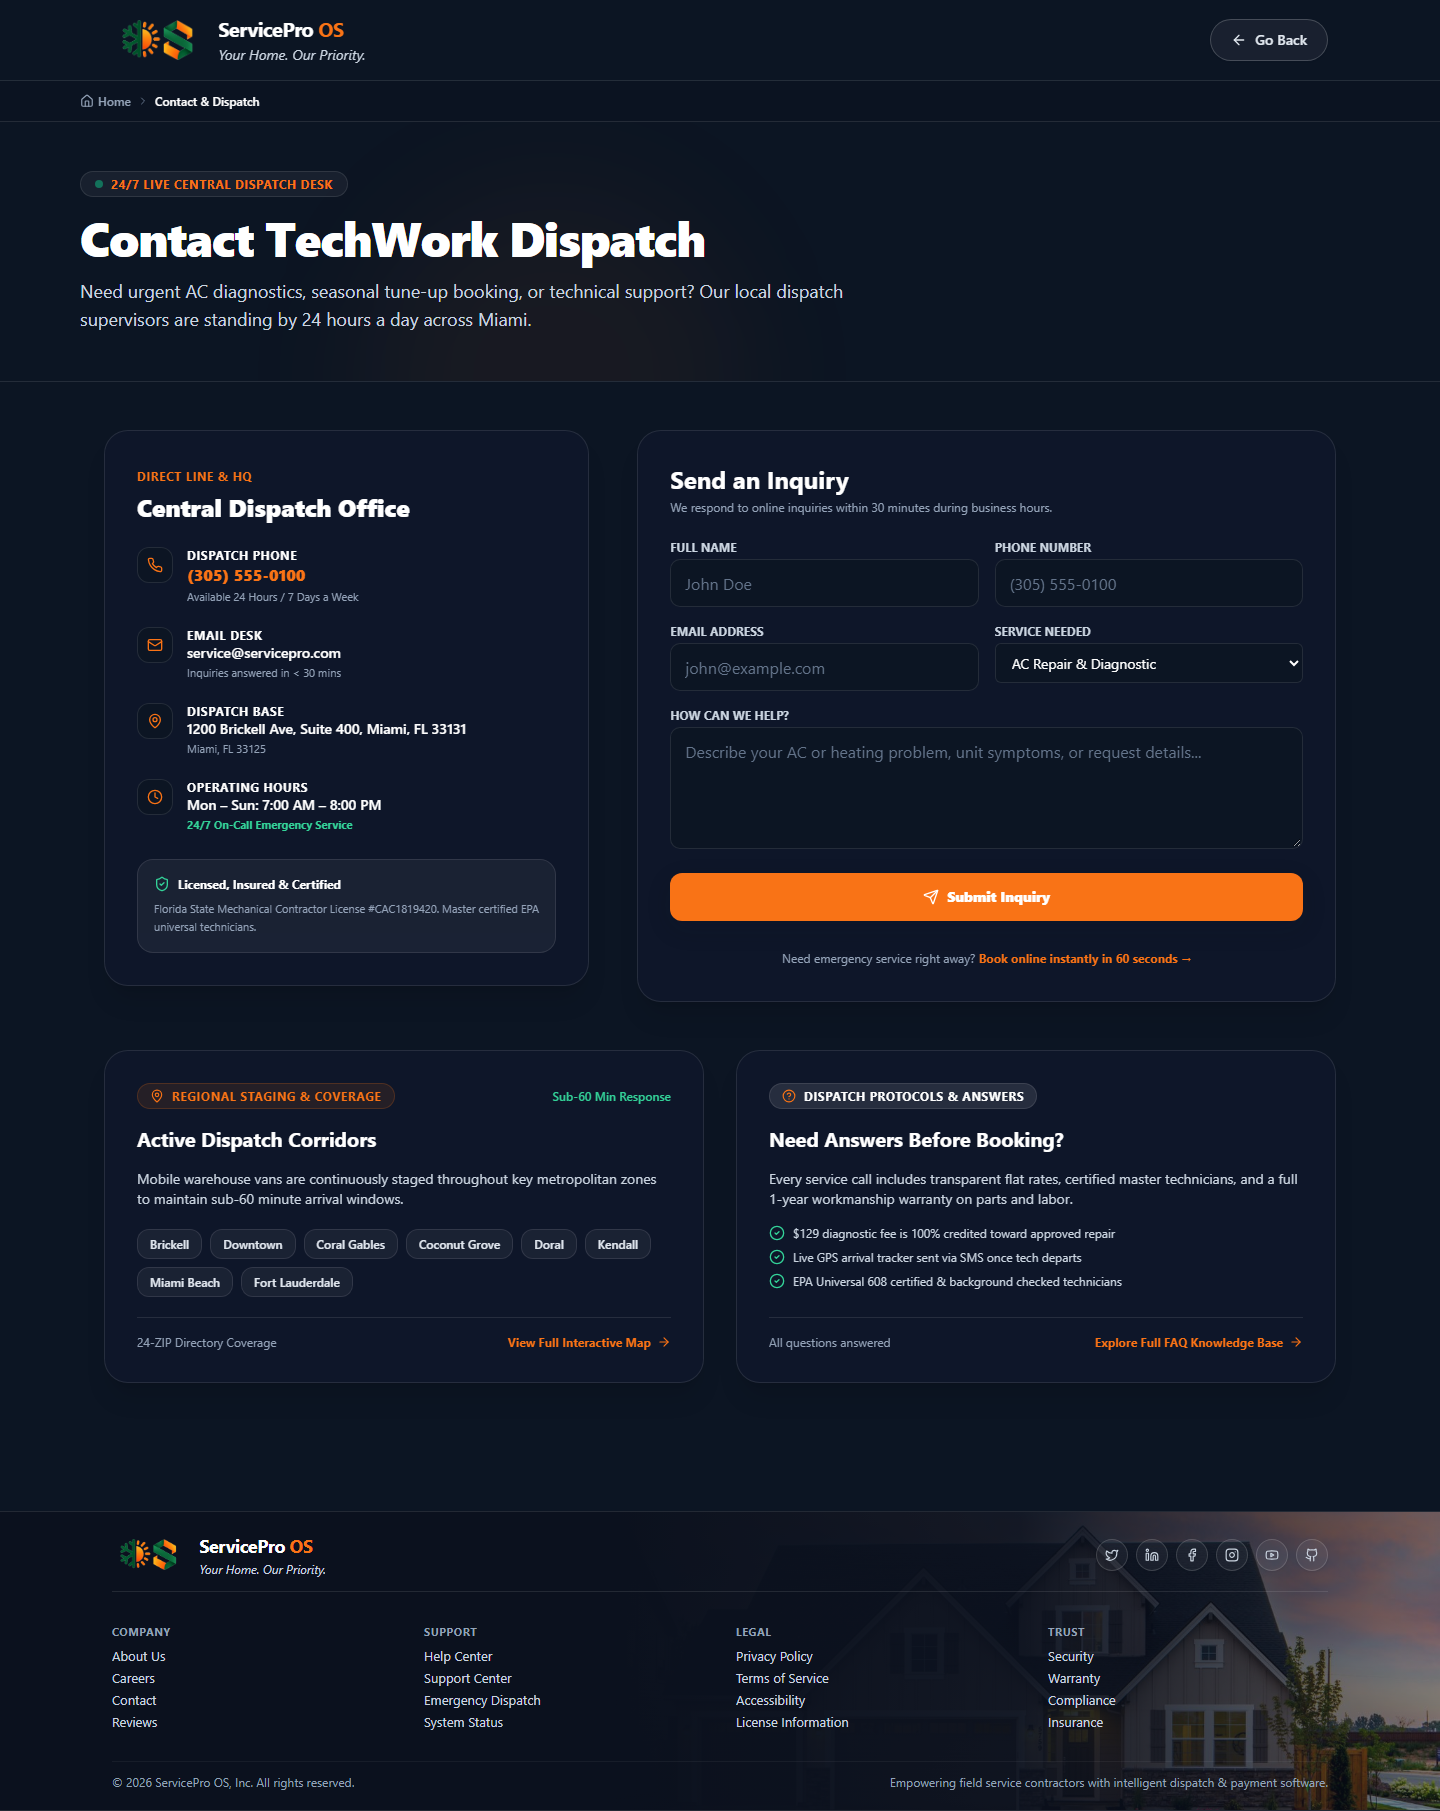 ServicePro OS
Your Home. Our Priority.
Go Back
Home
Contact & Dispatch
24/7 LIVE CENTRAL DISPATCH DESK
Contact TechWork Dispatch
Need urgent AC diagnostics, seasonal tune-up booking, or technical support? Our local dispatch
supervisors are standing by 24 hours a day across Miami.
DIRECT LINE & HQ
Central Dispatch Office
DISPATCH PHONE
(305) 555-0100
Available 24 Hours / 7 Days a Week
EMAIL DESK
service@servicepro.com
Inquiries answered in < 30 mins
DISPATCH BASE
1200 Brickell Ave, Suite 400, Miami, FL 33131
Miami, FL 33125
OPERATING HOURS
Mon – Sun: 7:00 AM – 8:00 PM
24/7 On-Call Emergency Service
Licensed, Insured & Certified
Florida State Mechanical Contractor License #CAC1819420. Master certified EPA
universal technicians.
Send an Inquiry
We respond to online inquiries within 30 minutes during business hours.
FULL NAME
John Doe
PHONE NUMBER
(305) 555-0100
EMAIL ADDRESS
john@example.com
SERVICE NEEDED
AC Repair & Diagnostic
HOW CAN WE HELP?
Describe your AC or heating problem, unit symptoms, or request details...
Submit Inquiry
Need emergency service right away? Book online instantly in 60 seconds →
REGIONAL STAGING & COVERAGE
Sub-60 Min Response
Active Dispatch Corridors
Mobile warehouse vans are continuously staged throughout key metropolitan zones
to maintain sub-60 minute arrival windows.
Brickell
Downtown
Coral Gables
Coconut Grove
Doral
Kendall
Miami Beach
Fort Lauderdale
24-ZIP Directory Coverage
View Full Interactive Map →
DISPATCH PROTOCOLS & ANSWERS
Need Answers Before Booking?
Every service call includes transparent flat rates, certified master technicians, and a full
1-year workmanship warranty on parts and labor.
$129 diagnostic fee is 100% credited toward approved repair
Live GPS arrival tracker sent via SMS once tech departs
EPA Universal 608 certified & background checked technicians
All questions answered
Explore Full FAQ Knowledge Base →
ServicePro OS
Your Home. Our Priority.
COMPANY
About Us
Careers
Contact
Reviews
SUPPORT
Help Center
Support Center
Emergency Dispatch
System Status
LEGAL
Privacy Policy
Terms of Service
Accessibility
License Information
TRUST
Security
Warranty
Compliance
Insurance
© 2026 ServicePro OS, Inc. All rights reserved.
Empowering field service contractors with intelligent dispatch & payment software.